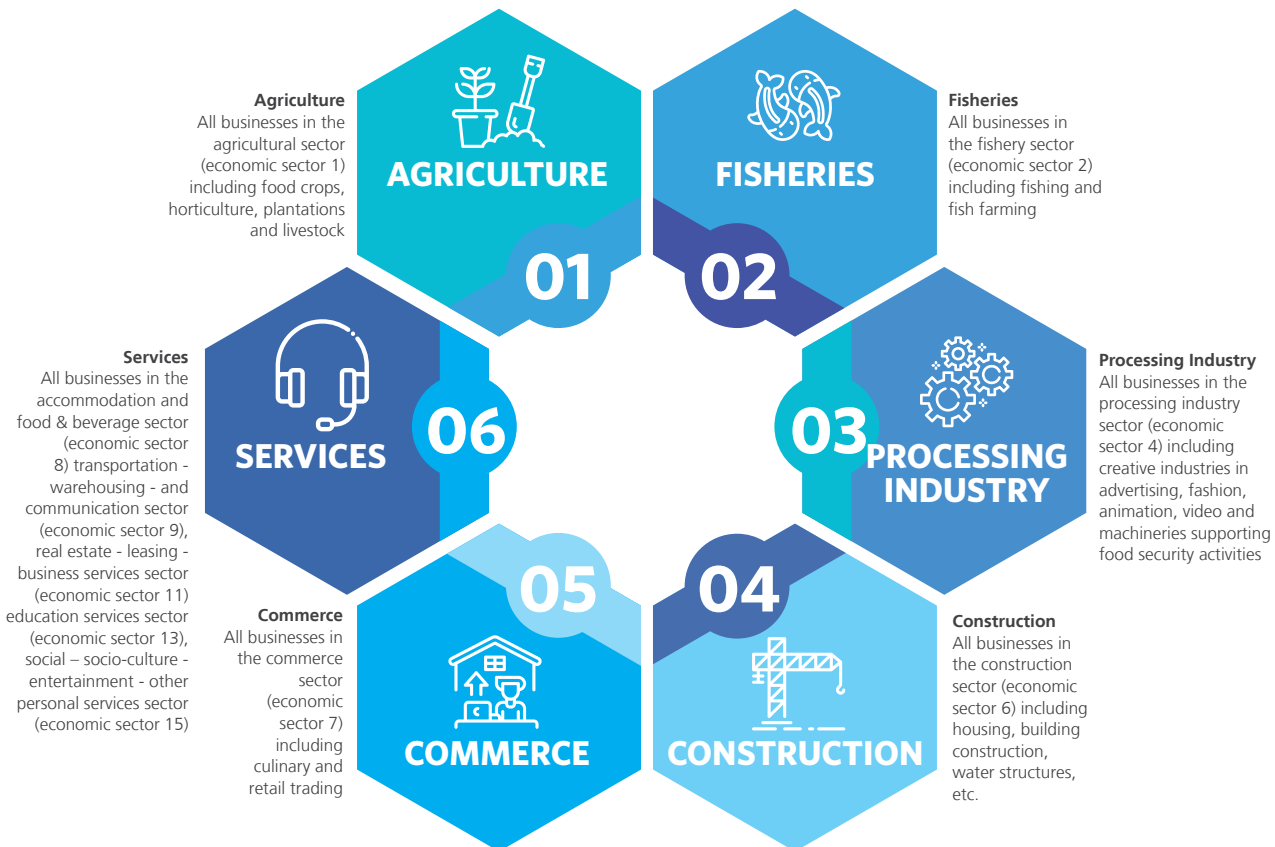 Agriculture
All businesses in the
agricultural sector
(economic sector 1)
including food crops,
horticulture, plantations
and livestock
AGRICULTURE
01
FISHERIES
02
Fisheries
All businesses in
the fishery sector
(economic sector 2)
including fishing and
fish farming
03
PROCESSING
INDUSTRY
Processing Industry
All businesses in the
processing industry
sector (economic
sector 4) including
creative industries in
advertising, fashion,
animation, video and
machineries supporting
food security activities
04
CONSTRUCTION
Construction
All businesses in
the construction
sector (economic
sector 6) including
housing, building
construction,
water structures,
etc.
05
COMMERCE
Commerce
All businesses in
the commerce
sector
(economic
sector 7)
including
culinary and
retail trading
06
SERVICES
Services
All businesses in the
accommodation and
food & beverage sector
(economic sector
8) transportation -
warehousing - and
communication sector
(economic sector 9),
real estate - leasing -
business services sector
(economic sector 11)
education services sector
(economic sector 13),
social – socio-culture -
entertainment - other
personal services sector
(economic sector 15)